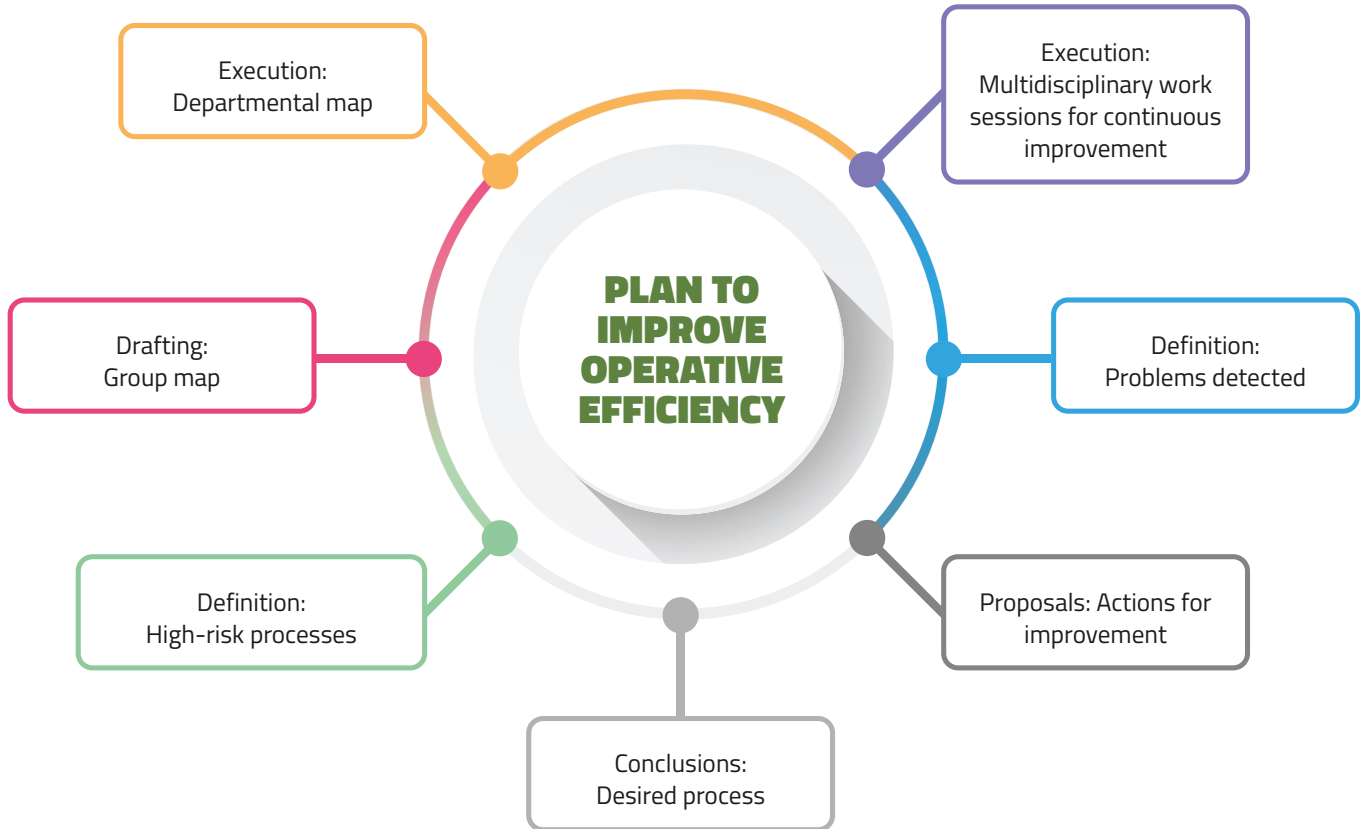 Execution:
Departmental map
Execution:
Multidisciplinary work
sessions for continuous
improvement
Drafting:
Group map
PLAN TO
IMPROVE
OPERATIVE
EFFICIENCY
Definition:
Problems detected
Definition:
High-risk processes
Proposals: Actions for
improvement
Conclusions:
Desired process